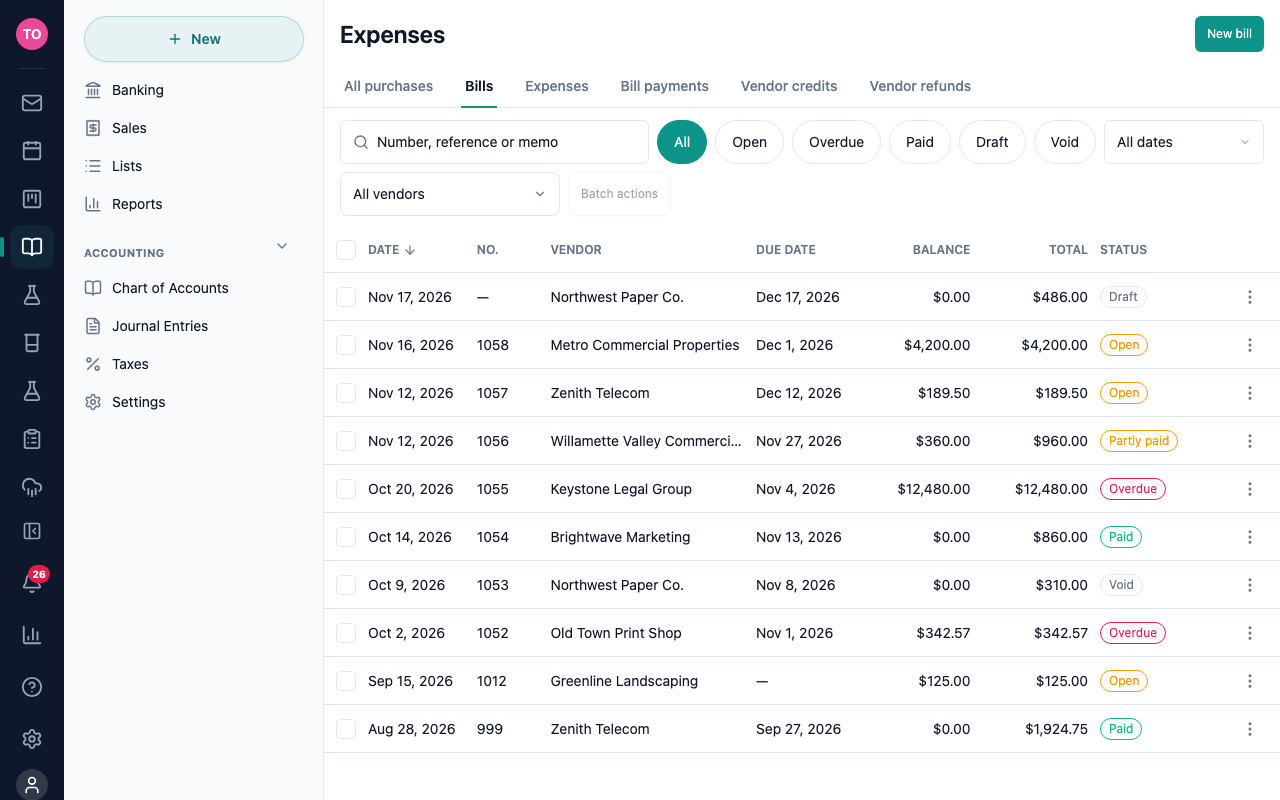 TO
26
New
Banking
Sales
Lists
Reports
ACCOUNTING
Chart of Accounts
Journal Entries
Taxes
Settings
Expenses
New bill
All purchases Bills Expenses Bill payments Vendor credits Vendor refunds
Number, reference or memo All Open Overdue Paid Draft Void All dates
All vendors Batch actions
DATE NO. VENDOR DUE DATE BALANCE TOTAL STATUS
Nov 17, 2026 — Northwest Paper Co. Dec 17, 2026 $0.00 $486.00 Draft
Nov 16, 2026 1058 Metro Commercial Properties Dec 1, 2026 $4,200.00 $4,200.00 Open
Nov 12, 2026 1057 Zenith Telecom Dec 12, 2026 $189.50 $189.50 Open
Nov 12, 2026 1056 Willamette Valley Commerci... Nov 27, 2026 $360.00 $960.00 Partly paid
Oct 20, 2026 1055 Keystone Legal Group Nov 4, 2026 $12,480.00 $12,480.00 Overdue
Oct 14, 2026 1054 Brightwave Marketing Nov 13, 2026 $0.00 $860.00 Paid
Oct 9, 2026 1053 Northwest Paper Co. Nov 8, 2026 $0.00 $310.00 Void
Oct 2, 2026 1052 Old Town Print Shop Nov 1, 2026 $342.57 $342.57 Overdue
Sep 15, 2026 1012 Greenline Landscaping — $125.00 $125.00 Open
Aug 28, 2026 999 Zenith Telecom Sep 27, 2026 $0.00 $1,924.75 Paid